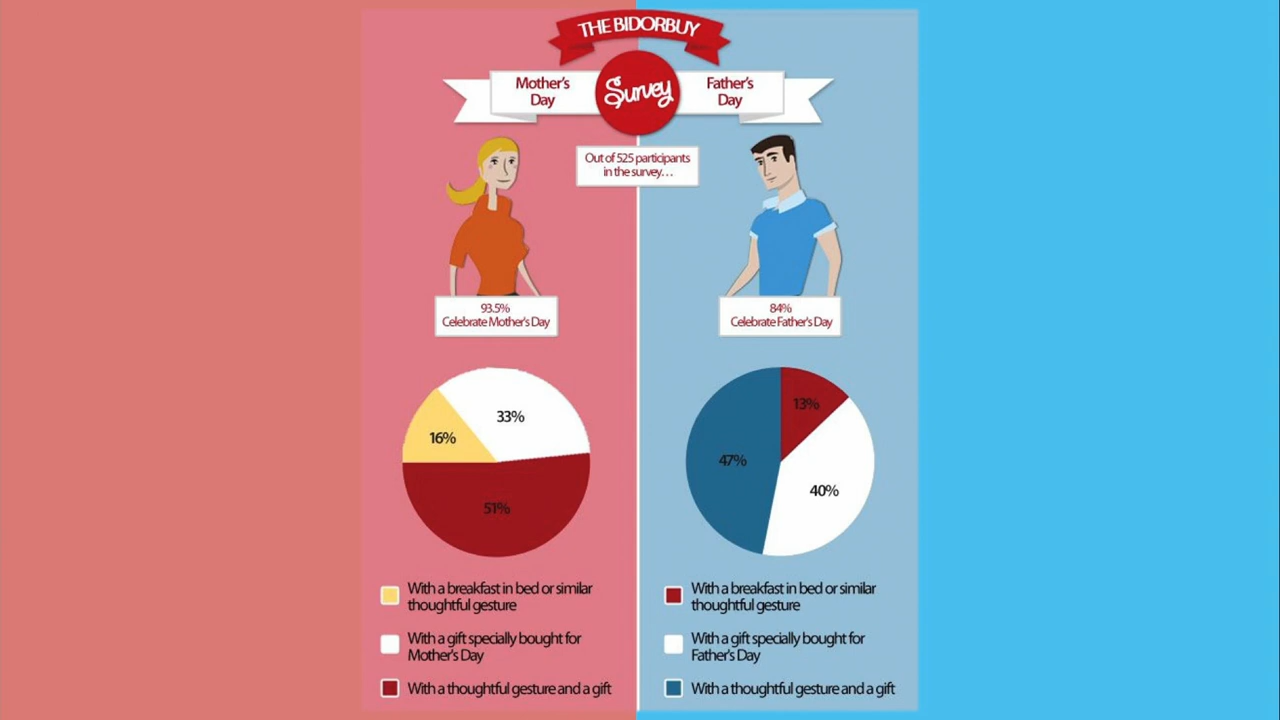 THE BIDORBUY
Mother's
Day
Survey
Father's
Day
Out of 525 participants
in the survey...
93.5%
Celebrate Mother's Day
84%
Celebrate Father's Day
33%
16%
51%
13%
47%
40%
With a breakfast in bed or similar
thoughtful gesture
With a gift specially bought for
Mother's Day
With a thoughtful gesture and a gift
With a breakfast in bed or similar
thoughtful gesture
With a gift specially bought for
Father's Day
With a thoughtful gesture and a gift